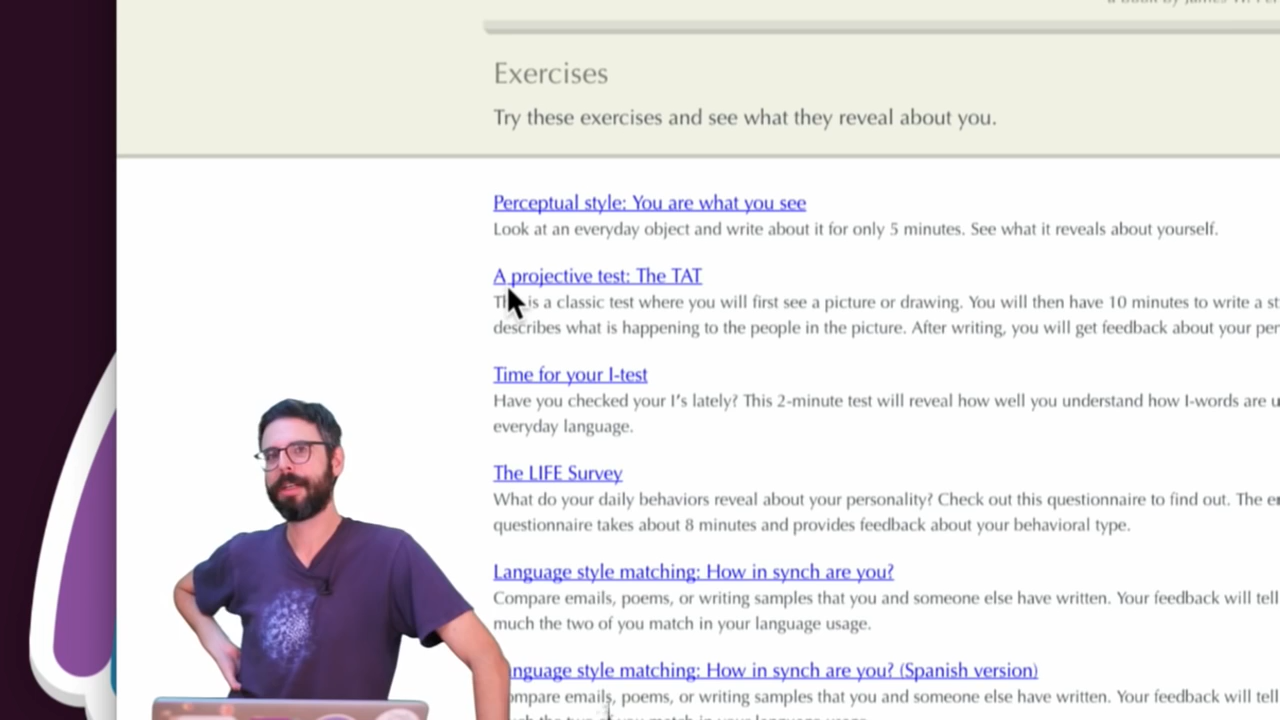 Exercises
Try these exercises and see what they reveal about you.
Perceptual style: You are what you see
Look at an everyday object and write about it for only 5 minutes. See what it reveals about yourself.
A projective test: The TAT
is a classic test where you will first see a picture or drawing. You will then have 10 minutes to write a
describes what is happening to the people in the picture. After writing, you will get feedback about your
Time for your I-test
Have you checked your I's lately? This 2-minute test will reveal how well you understand how I-words are
everyday language.
The LIFE Survey
What do your daily behaviors reveal about your personality? Check out this questionnaire to find out. The
questionnaire takes about 8 minutes and provides feedback about your behavioral type.
Language style matching: How in synch are you?
Compare emails, poems, or writing samples that you and someone else have written. Your feedback will tell
much the two of you match in your language usage.
nguage style matching: How in synch are you? (Spanish version)
ompare emails, poems, or writing samples that you and someone else have written. Your feedback will tell